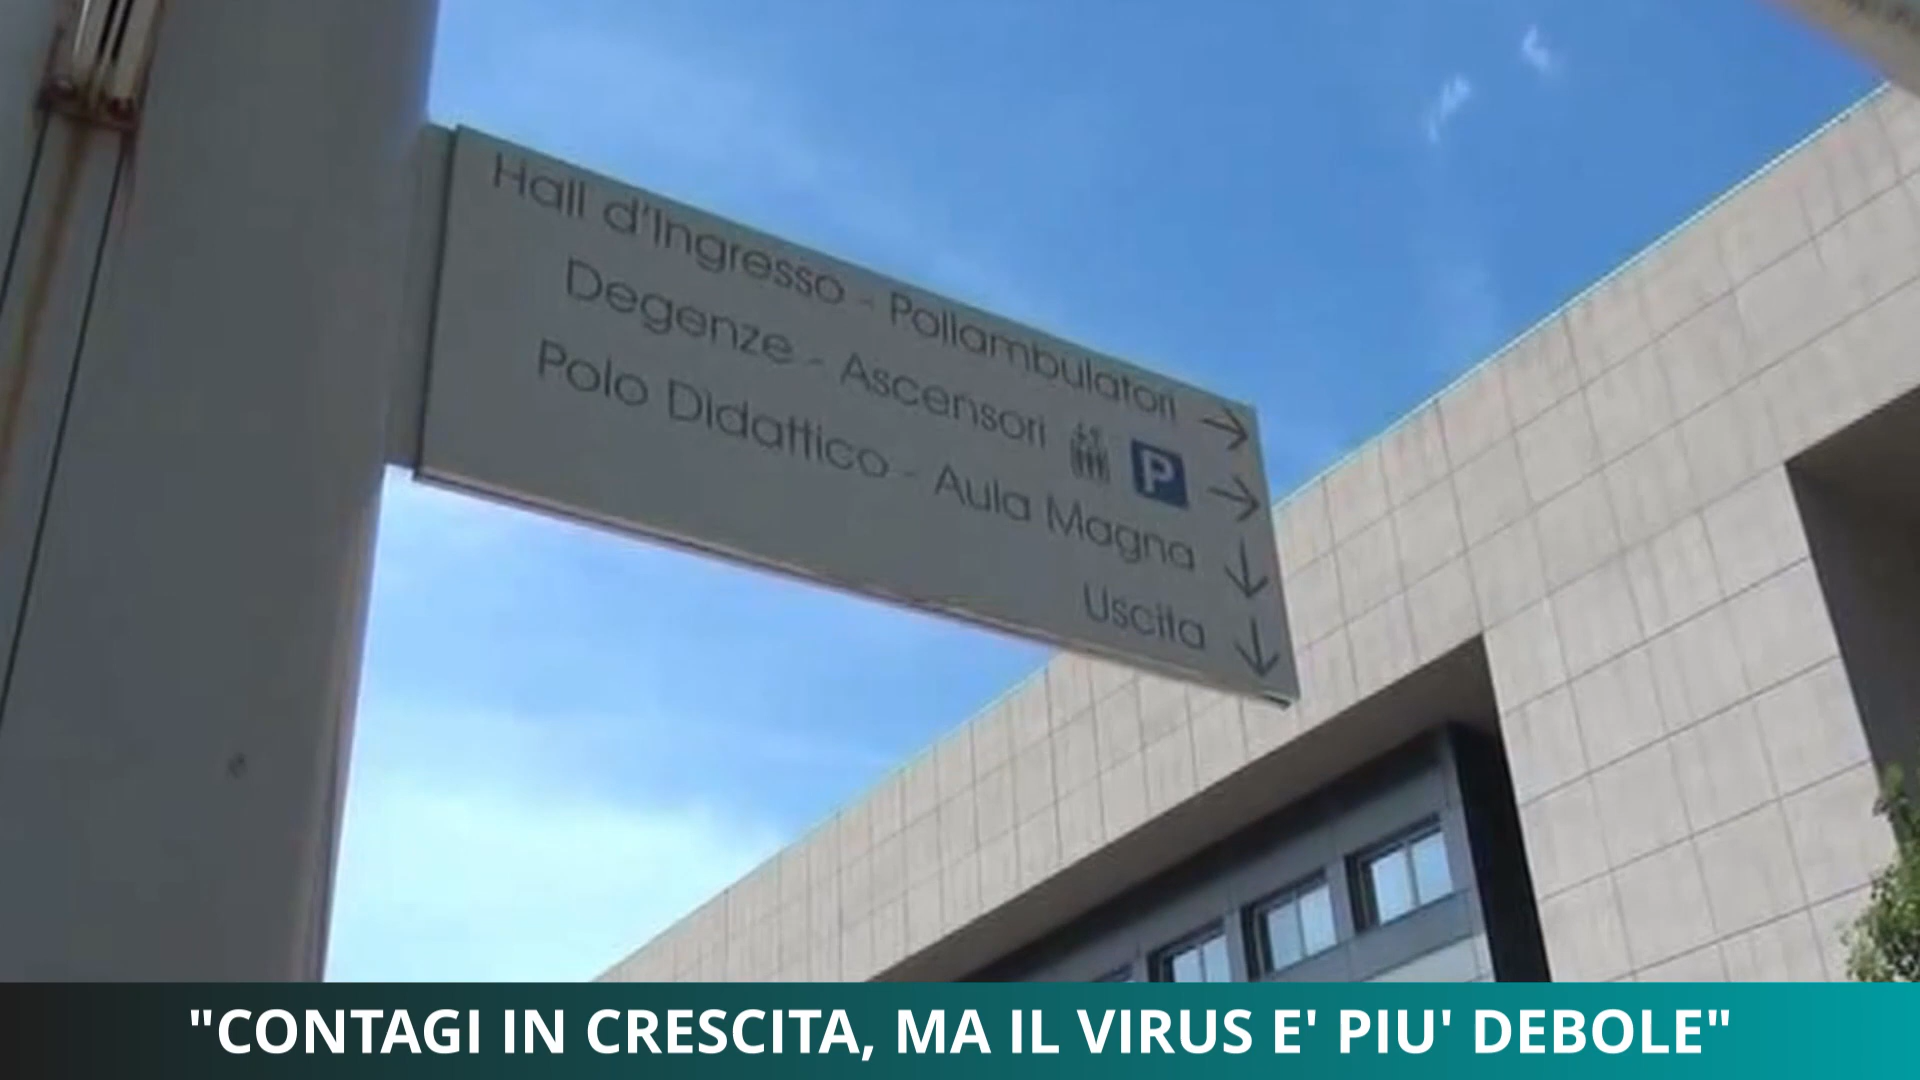 Hall d'Ingresso - Poliambulatori →
Degenze - Ascensori P →
Polo Didattico - Aula Magna ↓
Uscita ↓
"CONTAGI IN CRESCITA, MA IL VIRUS E' PIU' DEBOLE"